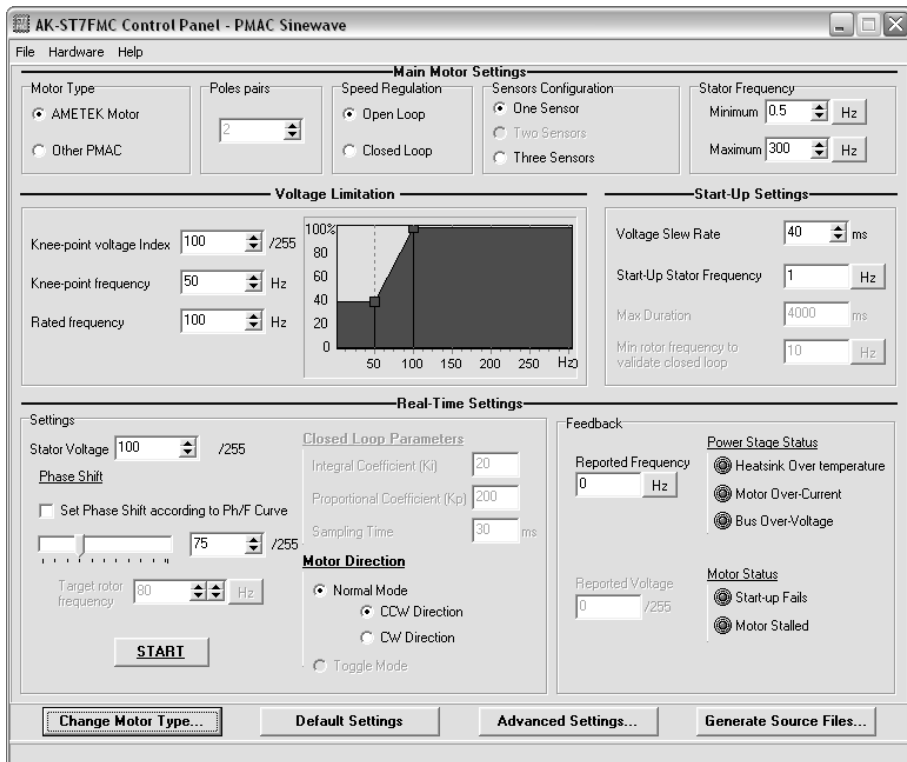 AK-ST7FMC Control Panel - PMAC Sinewave
File Hardware Help
Main Motor Settings
Motor Type
AMETEK Motor
Other PMAC
Poles pairs
2
Speed Regulation
Open Loop
Closed Loop
Sensors Configuration
One Sensor
Two Sensors
Three Sensors
Stator Frequency
Minimum 0.5 Hz
Maximum 300 Hz
Voltage Limitation
Knee-point voltage Index 100 /255
Knee-point frequency 50 Hz
Rated frequency 100 Hz
100%
80
60
40
20
0
50 100 150 200 250 Hz
Start-Up Settings
Voltage Slew Rate 40 ms
Start-Up Stator Frequency 1 Hz
Max Duration 4000 ms
Min rotor frequency to
validate closed loop 10 Hz
Real-Time Settings
Settings
Stator Voltage 100 /255
Phase Shift
Set Phase Shift according to Ph/F Curve
75 /255
Target rotor
frequency 80 Hz
START
Closed Loop Parameters
Integral Coefficient (Ki) 20
Proportional Coefficient (Kp) 200
Sampling Time 30 ms
Motor Direction
Normal Mode
CCW Direction
CW Direction
Toggle Mode
Feedback
Reported Frequency
0 Hz
Reported Voltage
0 /255
Power Stage Status
Heatsink Over temperature
Motor Over-Current
Bus Over-Voltage
Motor Status
Start-up Fails
Motor Stalled
Change Motor Type... Default Settings Advanced Settings... Generate Source Files...